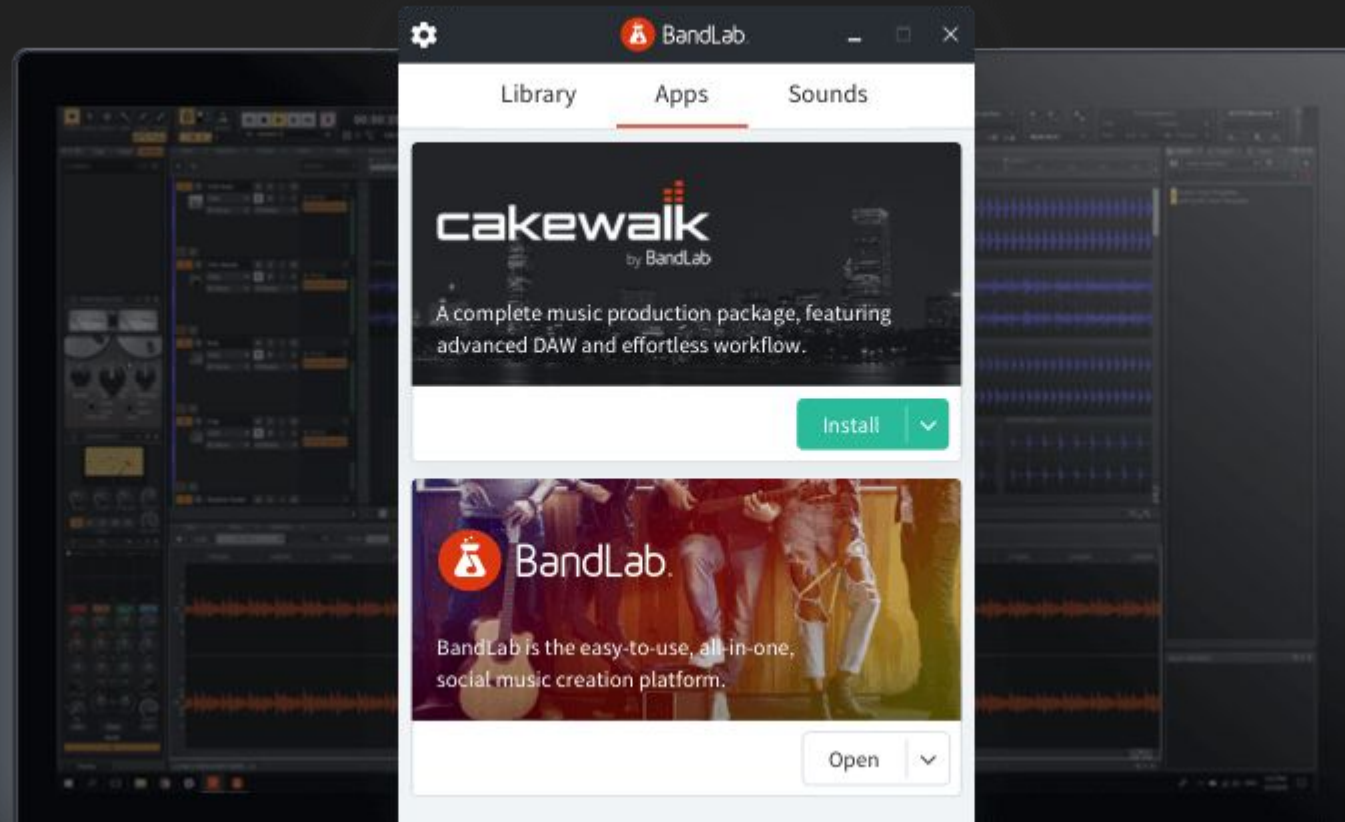 BandLab
Library
Apps
Sounds
cakewalk
by BandLab
A complete music production package, featuring
advanced DAW and effortless workflow.
Install
BandLab.
BandLab is the easy-to-use, all-in-one,
social music creation platform.
Open